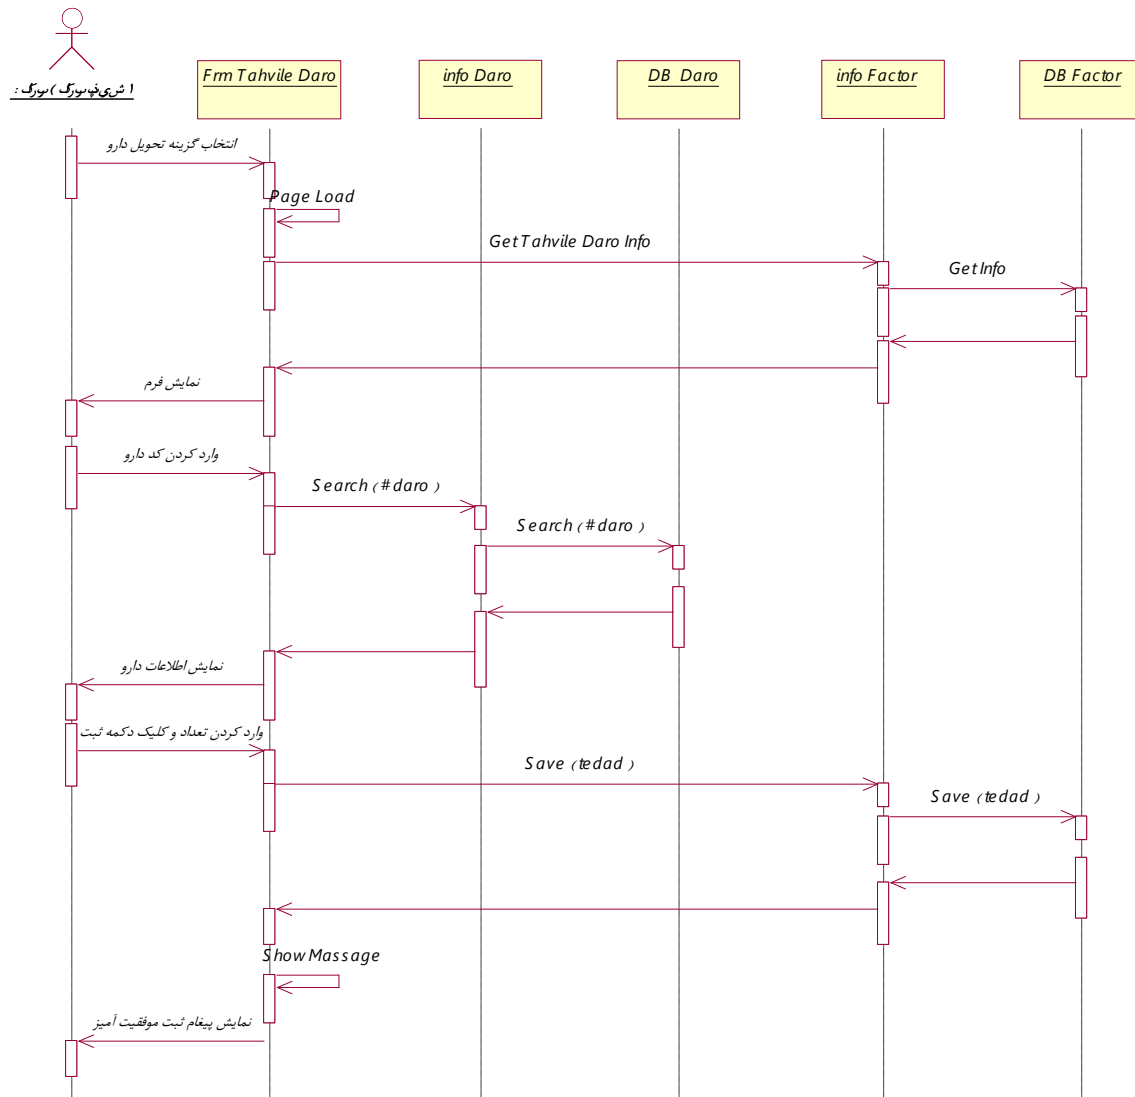 Frm Tahvile Daro
info Daro
DB Daro
info Factor
DB Factor
انتخاب گزینه تحویل دارو
Page Load
Get Tahvile Daro Info
Get Info
نمایش فرم
وارد کردن کد دارو
Search (#daro)
Search (#daro)
نمایش اطلاعات دارو
وارد کردن تعداد و کلیک دکمه ثبت
Save (tedad)
Save (tedad)
Show Massage
نمایش پیغام ثبت موفقیت آمیز